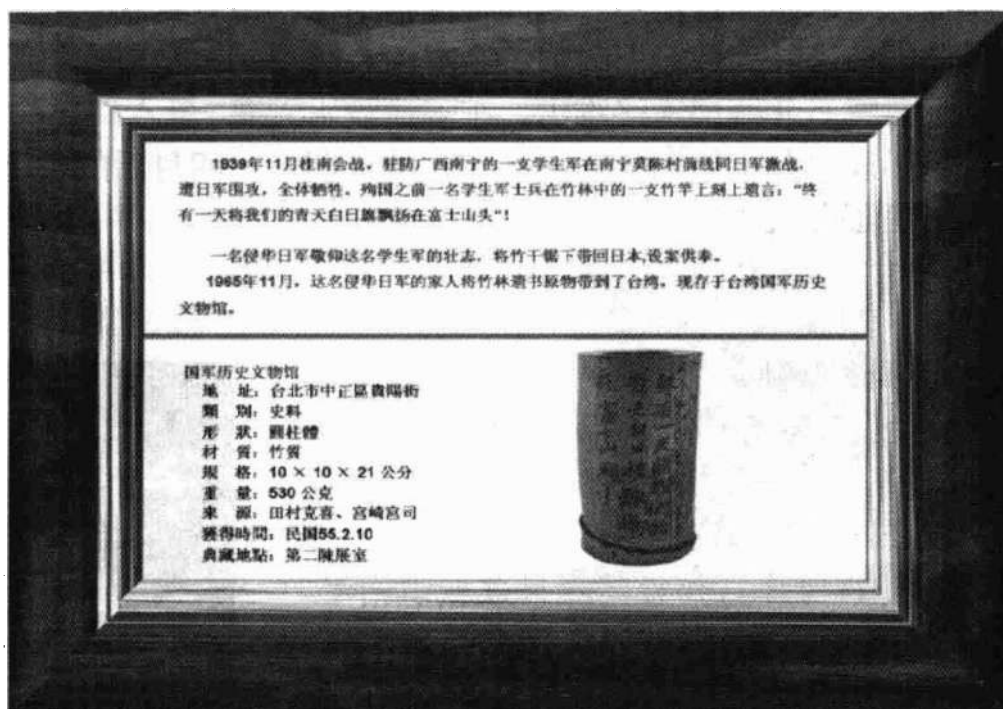 1939年11月桂南会战，驻防广西南宁的一支学生军在南宁莫陈村前线同日军激战，
遭日军围攻，全体牺牲。殉国之前一名学生军士兵在竹林中的一支竹竿上刻上遗言：“终
有一天将我们的青天白日旗飘扬在富士山头”！
一名侵华日军敬仰这名学生军的壮志，将竹干锯下带回日本,设案供奉。
1965年11月，这名侵华日军的家人将竹林遗书原物带到了台湾，现存于台湾国军历史
文物馆。
国军历史文物馆
地 址：台北市中正區貴陽街
類 別：史料
形 狀：圓柱體
材 質：竹質
規 格：10 × 10 × 21 公分
重 量：530 公克
來 源：田村克喜、宮崎宮司
獲得時間：民国55.2.10
典藏地點：第二陳展室